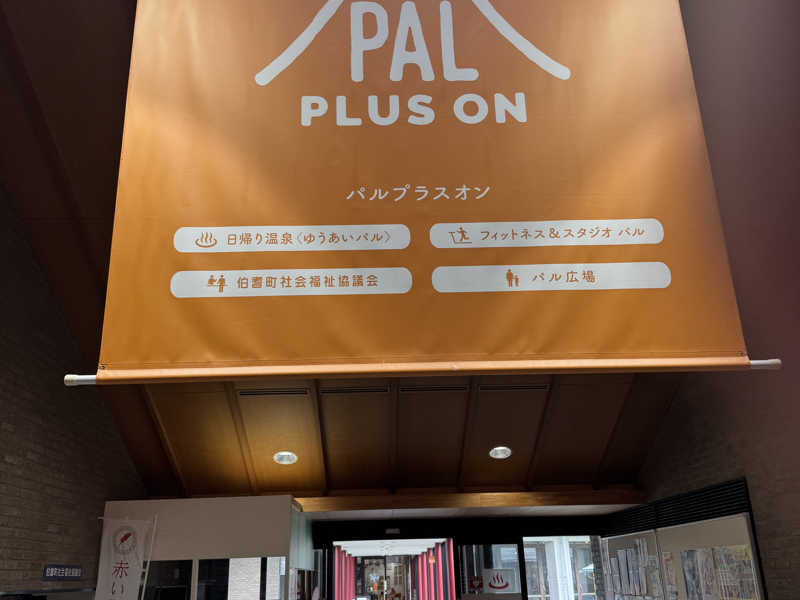 PAL
PLUS ON
パルプラスオン
日帰り温泉〈ゆうあいパル〉
フィットネス&スタジオ パル
伯耆町社会福祉協議会
パル広場
赤い